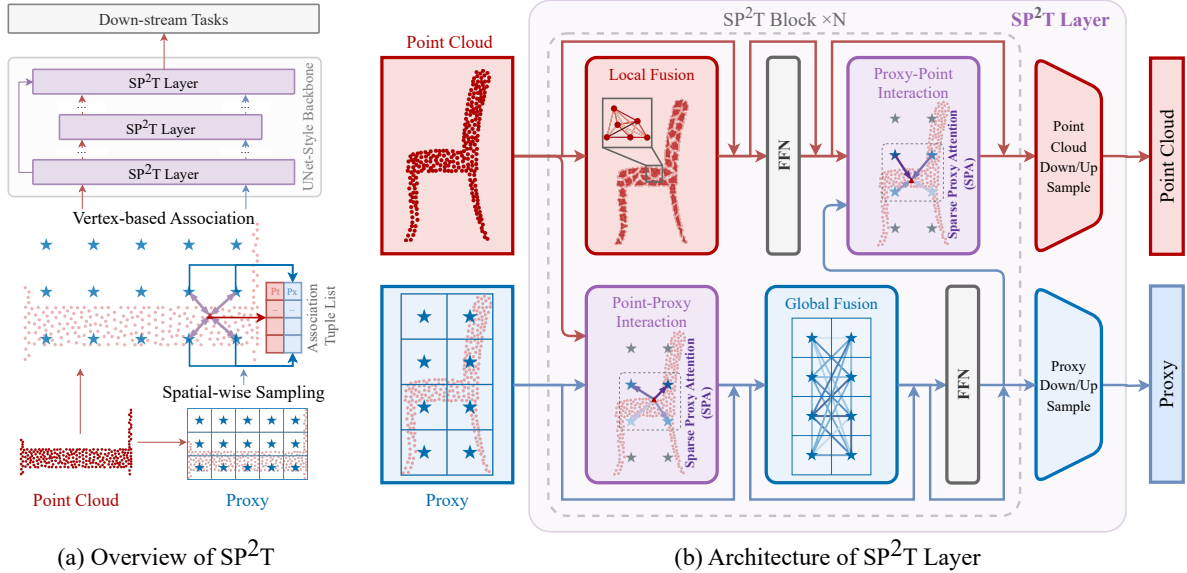 Down-stream Tasks
SP²T Layer
...
...
SP²T Layer
...
...
SP²T Layer
UNet-Style Backbone
Vertex-based Association
Pt
Px
...
...
Association
Tuple List
Spatial-wise Sampling
Point Cloud
Proxy
(a) Overview of SP²T
SP²T Block ×N
SP²T Layer
Point Cloud
Local Fusion
FFN
Proxy-Point
Interaction
Sparse Proxy Attention
(SPA)
Point
Cloud
Down/Up
Sample
Point Cloud
Proxy
Point-Proxy
Interaction
Sparse Proxy Attention
(SPA)
Global Fusion
FFN
Proxy
Down/Up
Sample
Proxy
(b) Architecture of SP²T Layer